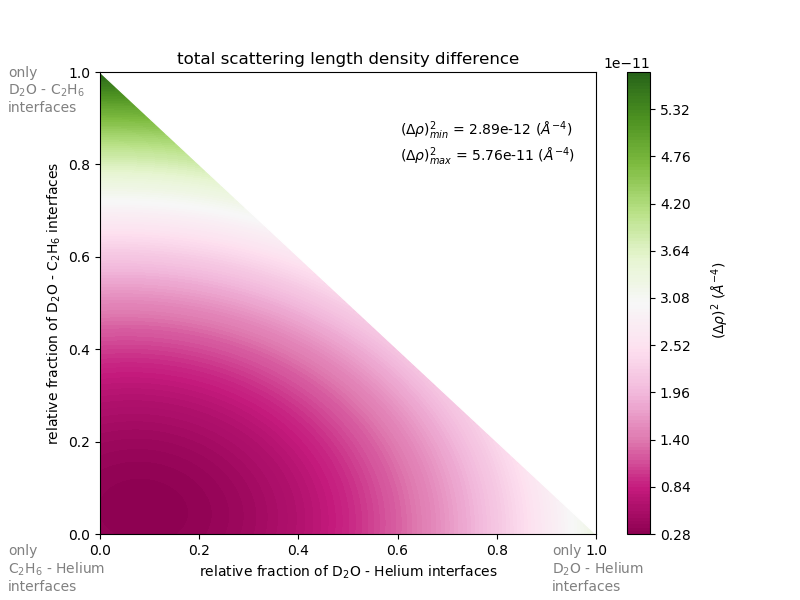 total scattering length density difference
1e−11
only
D₂O - C₂H₆
interfaces
(Δρ)²min = 2.89e-12 (Å⁻⁴)
(Δρ)²max = 5.76e-11 (Å⁻⁴)
relative fraction of D₂O - C₂H₆ interfaces
1.0
0.8
0.6
0.4
0.2
0.0
0.0 0.2 0.4 0.6 0.8 1.0
relative fraction of D₂O - Helium interfaces
only
C₂H₆ - Helium
interfaces
only
D₂O - Helium
interfaces
5.32
4.76
4.20
3.64
3.08
2.52
1.96
1.40
0.84
0.28
(Δρ)² (Å⁻⁴)